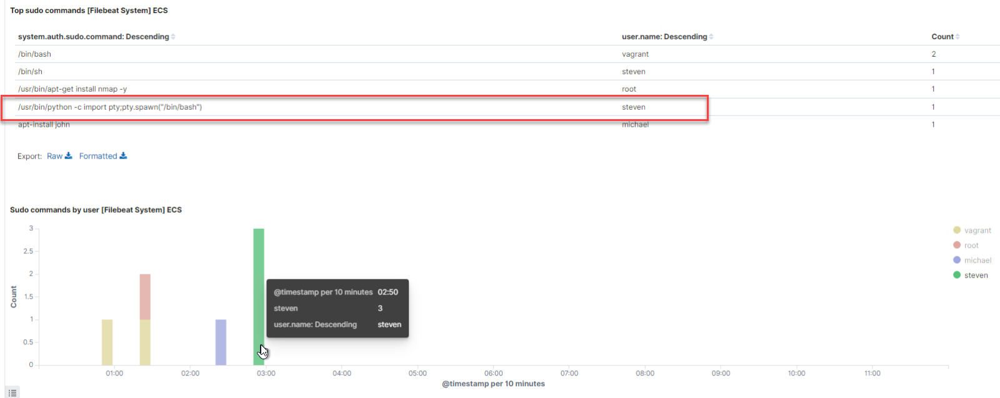 Top sudo commands [Filebeat System] ECS
system.auth.sudo.command: Descending user.name: Descending Count
/bin/bash vagrant 2
/bin/sh steven 1
/usr/bin/apt-get install nmap -y root 1
/usr/bin/python -c import pty;pty.spawn("/bin/bash") steven 1
apt-install john michael 1
Export: Raw Formatted
Sudo commands by user [Filebeat System] ECS
3
2.5
2
1.5
1
0.5
0
Count
vagrant
root
michael
steven
@timestamp per 10 minutes 02:50
steven 3
user.name: Descending steven
01:00 02:00 03:00 04:00 05:00 06:00 07:00 08:00 09:00 10:00 11:00
@timestamp per 10 minutes